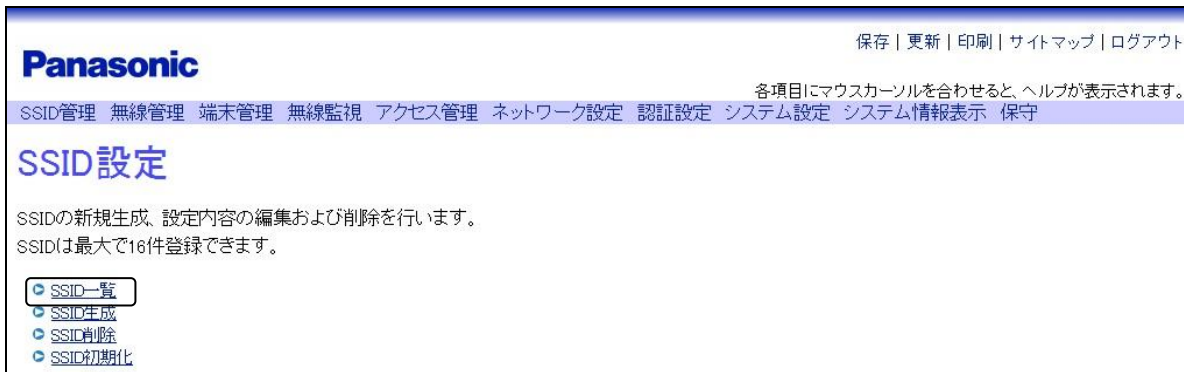 保存 | 更新 | 印刷 | サイトマップ | ログアウト
Panasonic
各項目にマウスカーソルを合わせると、ヘルプが表示されます。
SSID管理 無線管理 端末管理 無線監視 アクセス管理 ネットワーク設定 認証設定 システム設定 システム情報表示 保守
SSID設定
SSIDの新規生成、設定内容の編集および削除を行います。
SSIDは最大で16件登録できます。
SSID一覧
SSID生成
SSID削除
SSID初期化